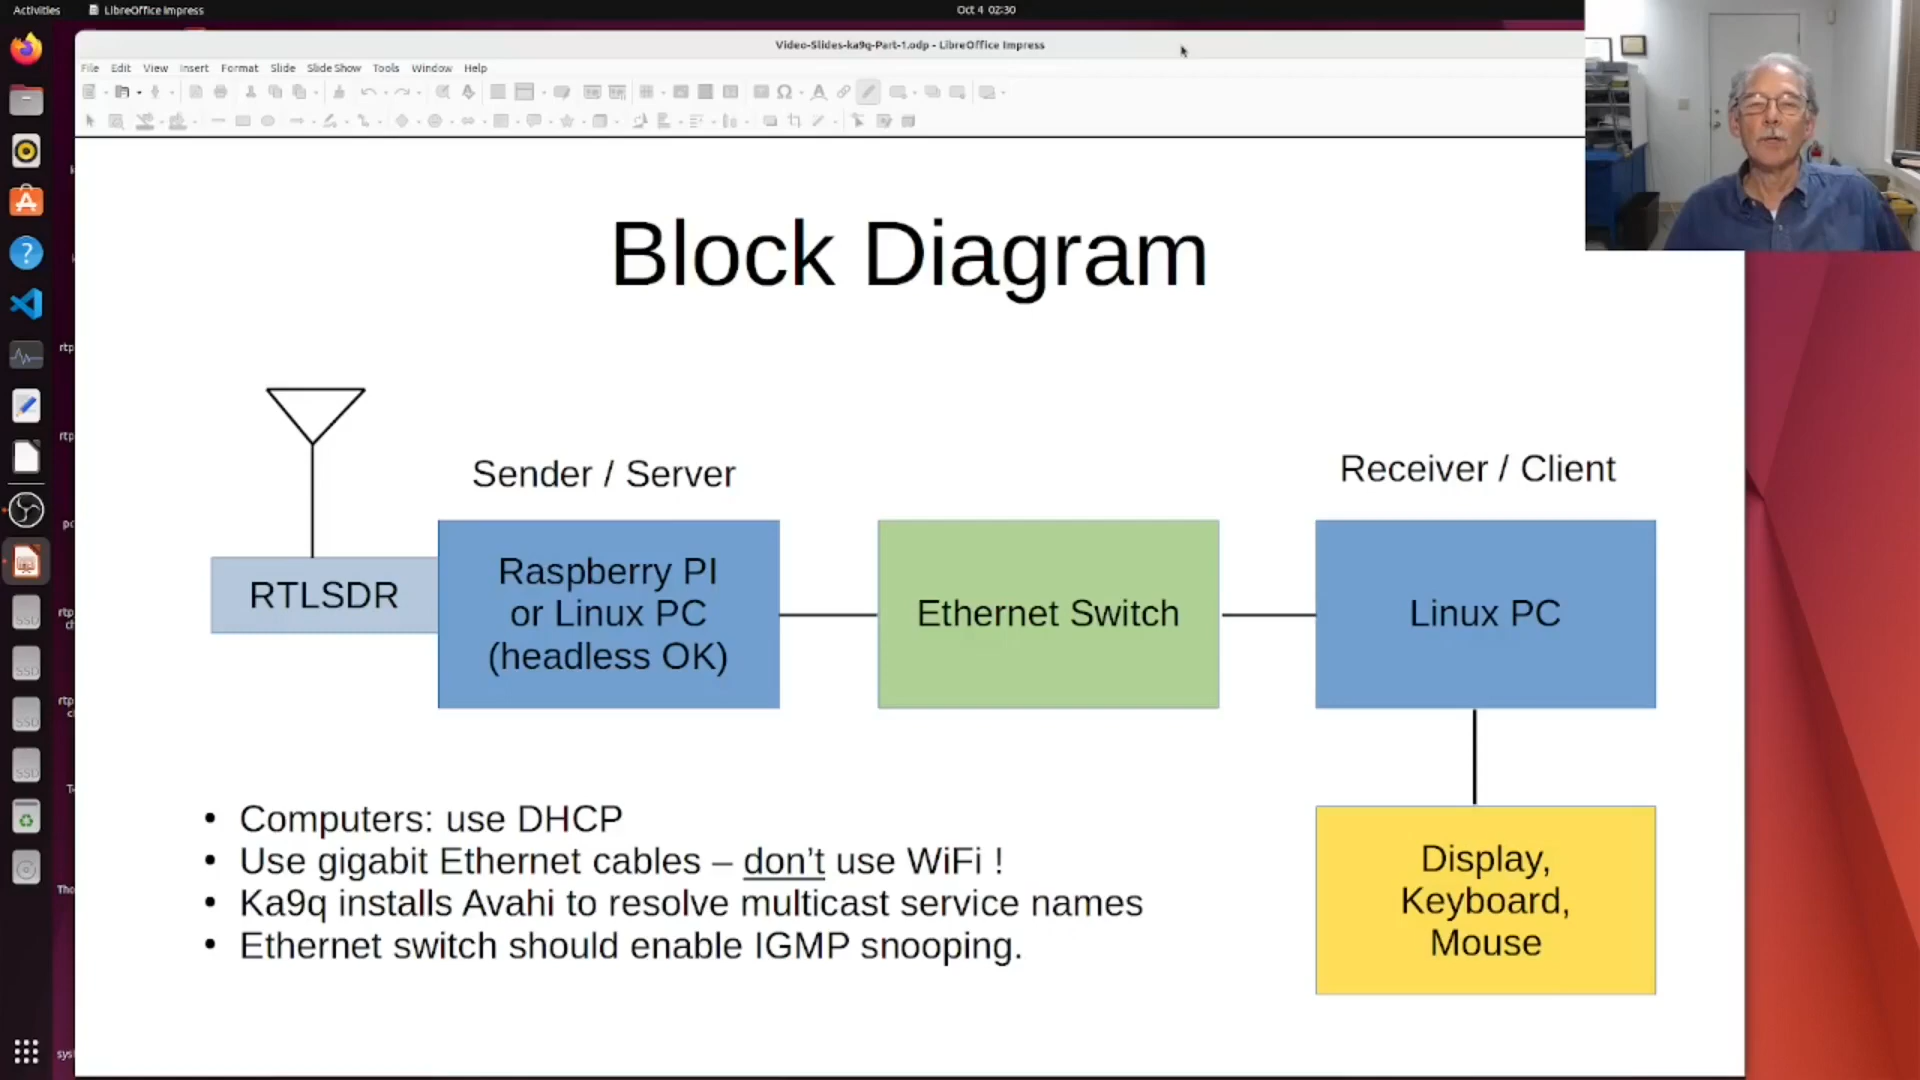 Activities
LibreOffice Impress
Oct 4 02:30
Video-Slides-ka9q-Part-1.odp - LibreOffice Impress
File Edit View Insert Format Slide Slide Show Tools Window Help
Block Diagram
Sender / Server
Receiver / Client
RTLSDR
Raspberry PI
or Linux PC
(headless OK)
Ethernet Switch
Linux PC
• Computers: use DHCP
• Use gigabit Ethernet cables – don't use WiFi !
• Ka9q installs Avahi to resolve multicast service names
• Ethernet switch should enable IGMP snooping.
Display,
Keyboard,
Mouse